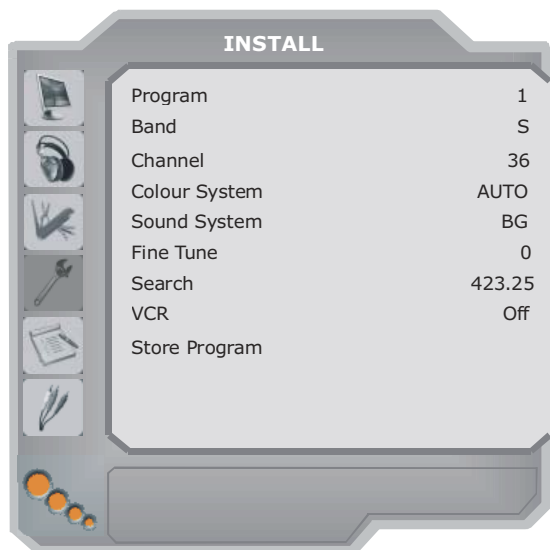 INSTALL
Program 1
Band S
Channel 36
Colour System AUTO
Sound System BG
Fine Tune 0
Search 423.25
VCR Off
Store Program